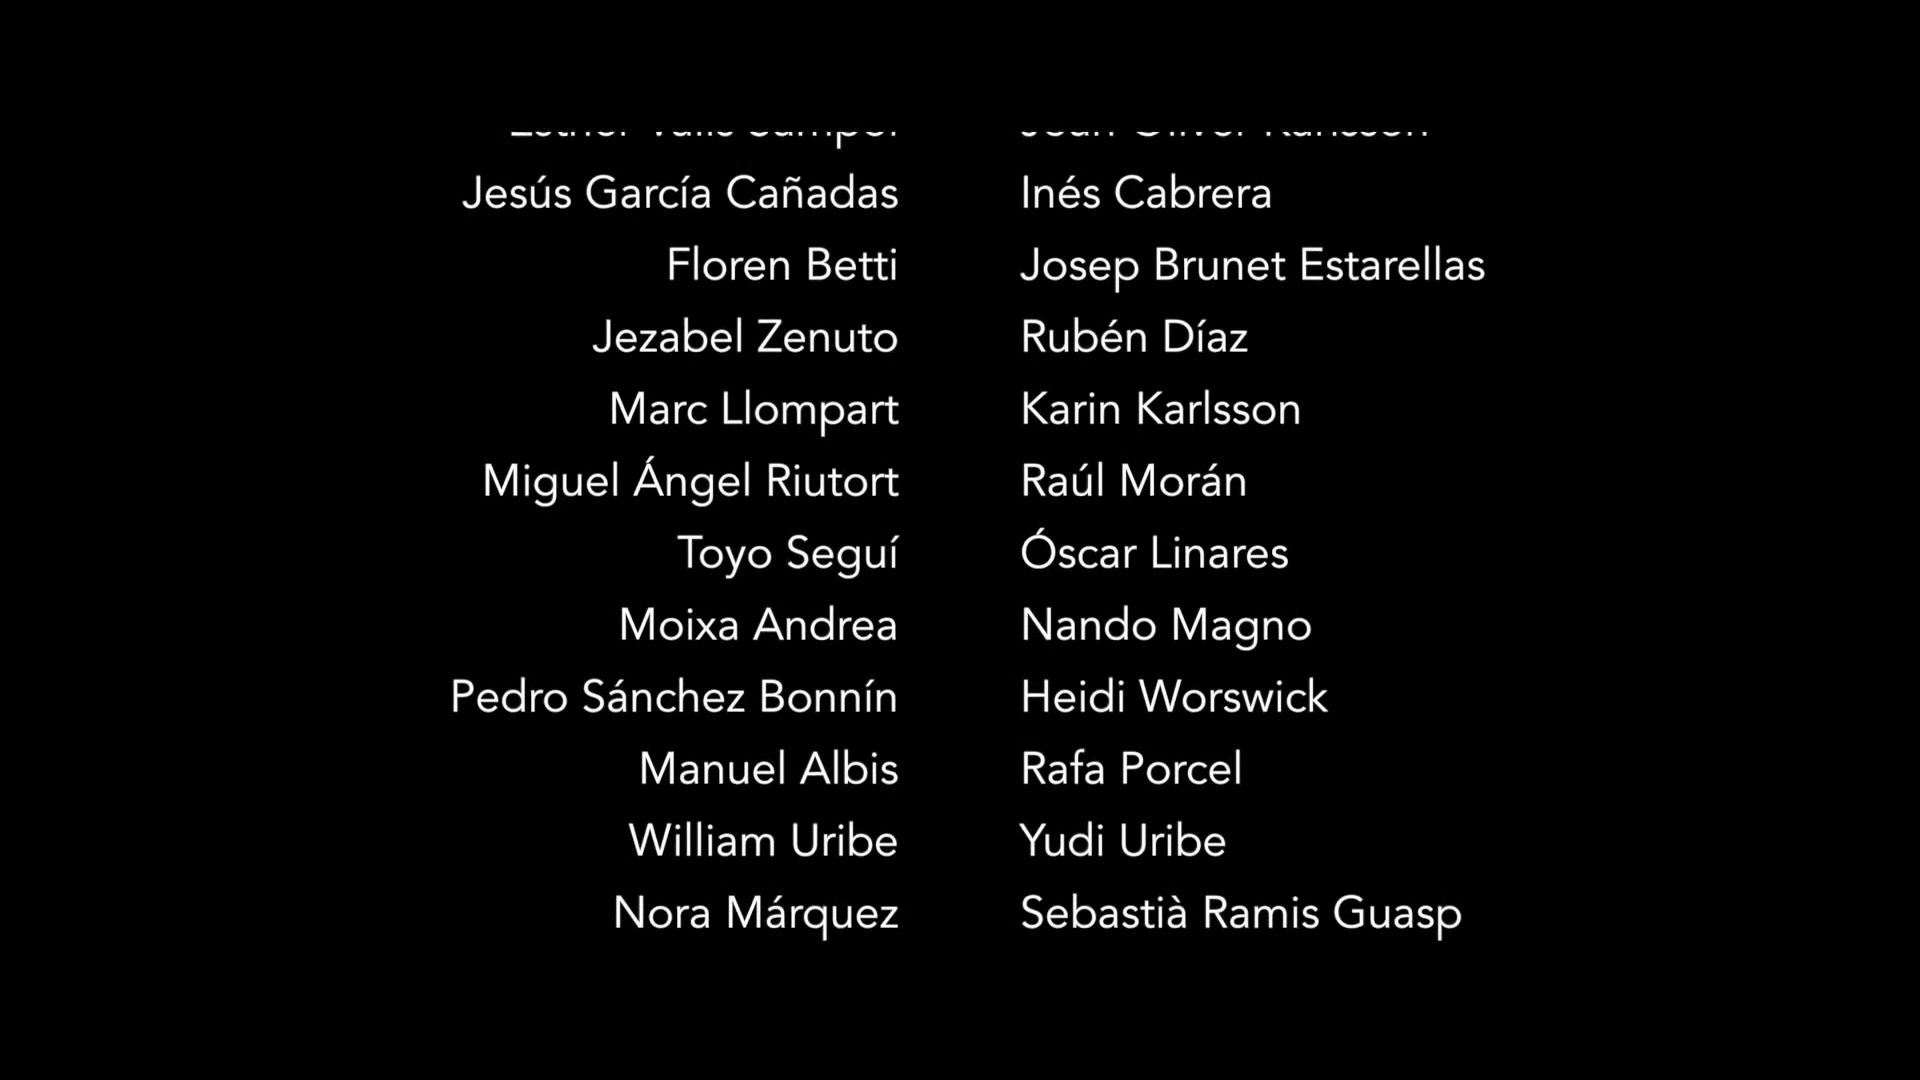 Jesús García Cañadas Inés Cabrera
Floren Betti Josep Brunet Estarellas
Jezabel Zenuto Rubén Díaz
Marc Llompart Karin Karlsson
Miguel Ángel Riutort Raúl Morán
Toyo Seguí Óscar Linares
Moixa Andrea Nando Magno
Pedro Sánchez Bonnín Heidi Worswick
Manuel Albis Rafa Porcel
William Uribe Yudi Uribe
Nora Márquez Sebastià Ramis Guasp